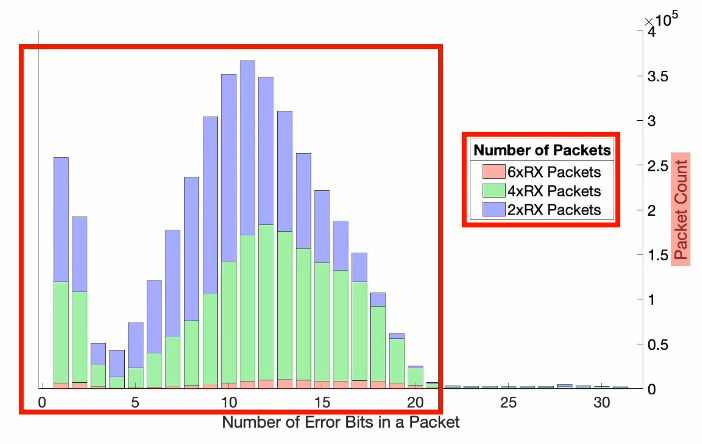 ×10⁵
4
3.5
3
2.5
2
1.5
1
0.5
0
Packet Count
Number of Packets
6xRX Packets
4xRX Packets
2xRX Packets
0 5 10 15 20 25 30
Number of Error Bits in a Packet